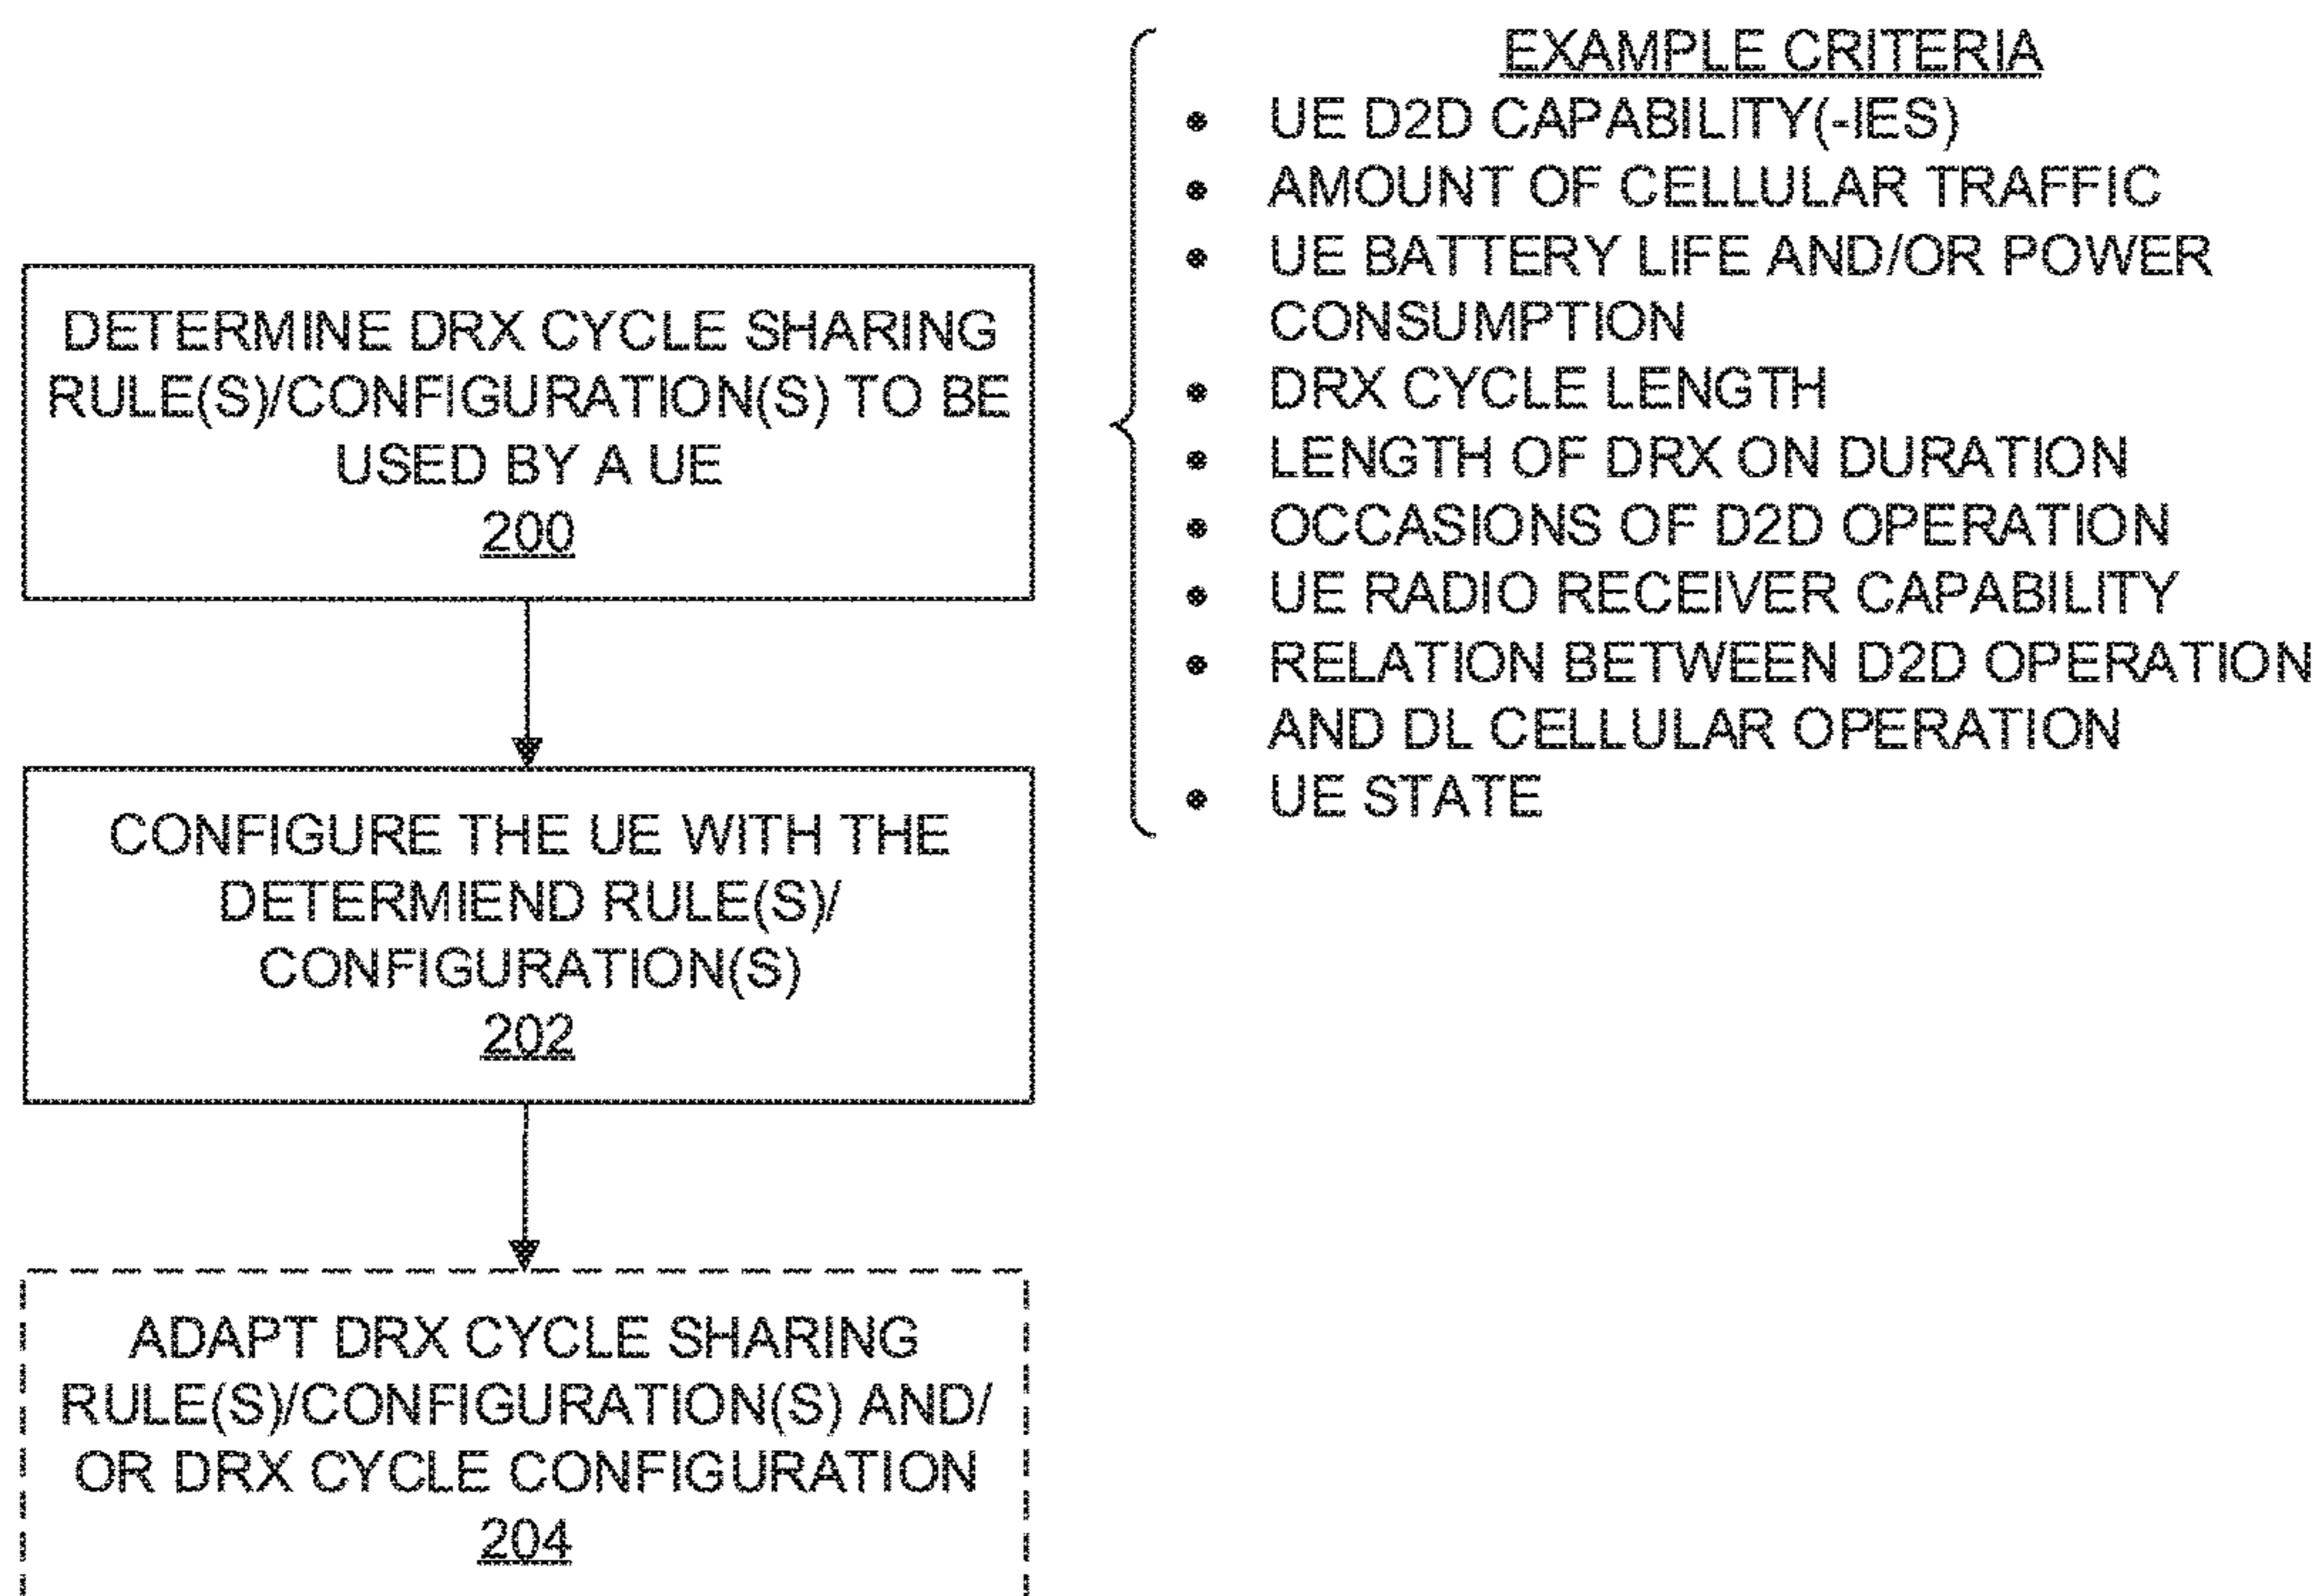 DETERMINE DRX CYCLE SHARING
RULE(S)/CONFIGURATION(S) TO BE
USED BY A UE
200
EXAMPLE CRITERIA
• UE D2D CAPABILITY(-IES)
• AMOUNT OF CELLULAR TRAFFIC
• UE BATTERY LIFE AND/OR POWER
CONSUMPTION
• DRX CYCLE LENGTH
• LENGTH OF DRX ON DURATION
• OCCASIONS OF D2D OPERATION
• UE RADIO RECEIVER CAPABILITY
• RELATION BETWEEN D2D OPERATION
AND DL CELLULAR OPERATION
• UE STATE
CONFIGURE THE UE WITH THE
DETERMIEND RULE(S)/
CONFIGURATION(S)
202
ADAPT DRX CYCLE SHARING
RULE(S)/CONFIGURATION(S) AND/
OR DRX CYCLE CONFIGURATION
204